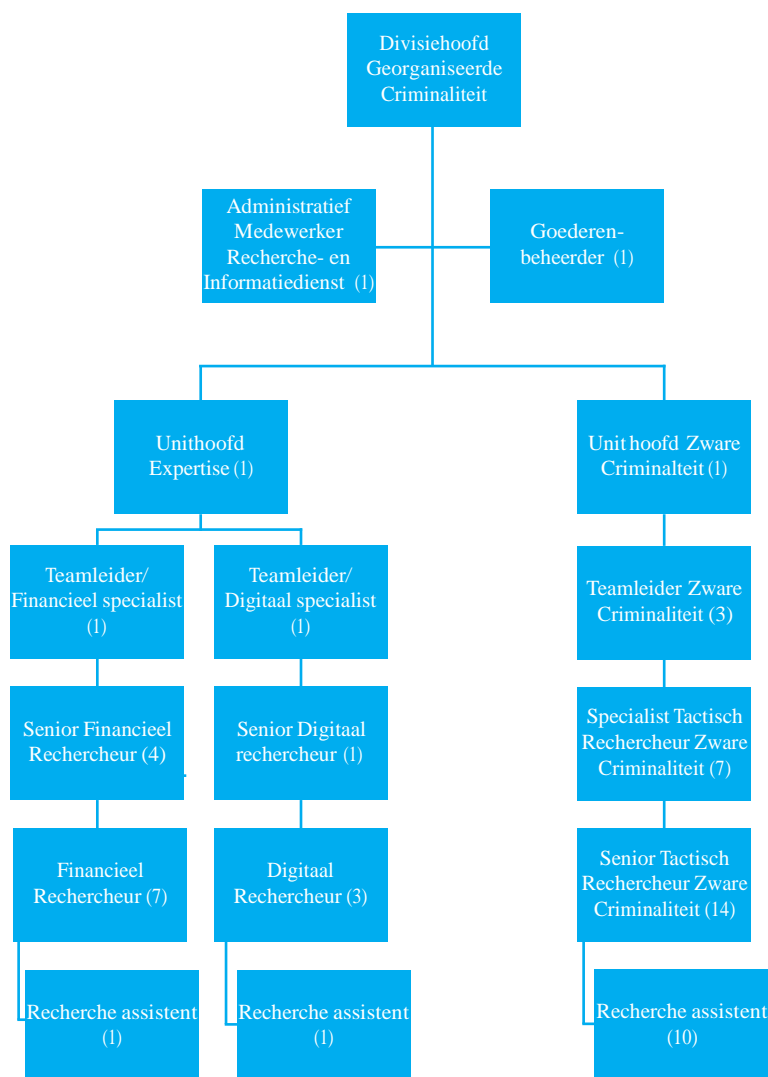 Divisiehoofd
Georganiseerde
Criminaliteit
Administratief
Medewerker
Recherche- en
Informatiedienst (1)
Goederen-
beheerder (1)
Unithoofd
Expertise (1)
Unit hoofd Zware
Criminalteit (1)
Teamleider/
Financieel specialist
(1)
Teamleider/
Digitaal specialist
(1)
Teamleider Zware
Criminaliteit (3)
Senior Financieel
Rechercheur (4)
Senior Digitaal
rechercheur (1)
Specialist Tactisch
Rechercheur Zware
Criminaliteit (7)
Financieel
Rechercheur (7)
Digitaal
Rechercheur (3)
Senior Tactisch
Rechercheur Zware
Criminaliteit (14)
Recherche assistent
(1)
Recherche assistent
(1)
Recherche assistent
(10)